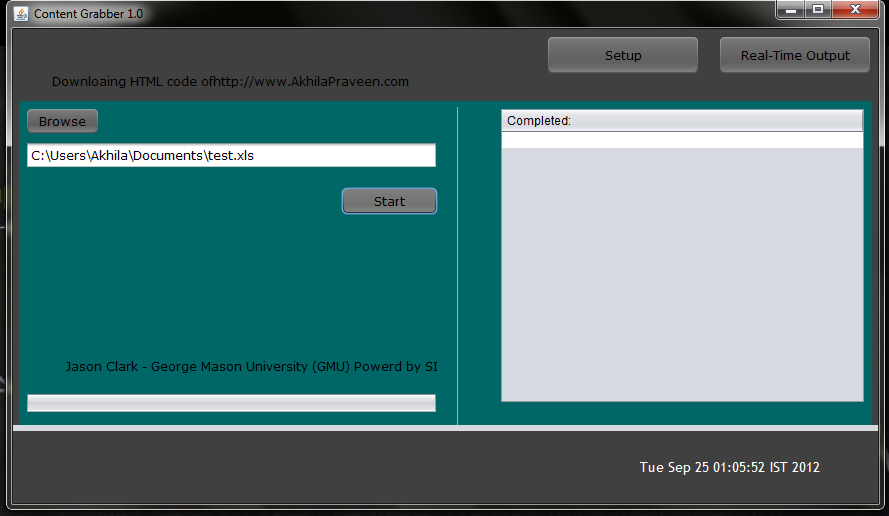 Content Grabber 1.0
Setup
Real-Time Output
Downloaing HTML code ofhttp://www.AkhilaPraveen.com
Browse
Completed:
C:\Users\Akhila\Documents\test.xls
Start
Jason Clark - George Mason University (GMU) Powerd by SI
Tue Sep 25 01:05:52 IST 2012